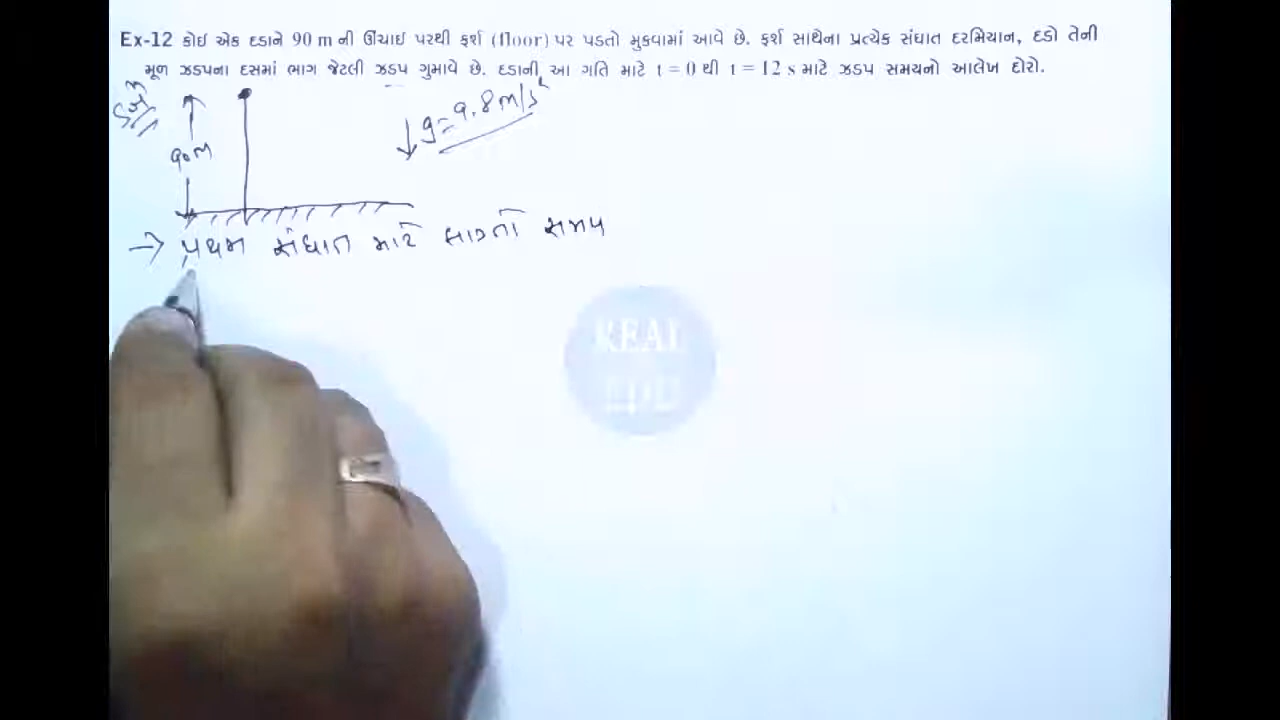 Ex-12 કોઇ એક દડાને 90 m ની ઊંચાઇ પરથી ફર્શ (floor) પર પડતો મુકવામાં આવે છે. ફર્શ સાથેના પ્રત્યેક સંઘાત દરમિયાન, દડો તેની
મૂળ ઝડપના દસમાં ભાગ જેટલી ઝડપ ગુમાવે છે. દડાની આ ગતિ માટે t = 0 થી t = 12 s માટે ઝડપ સમયનો આલેખ દોરો.
g = 9.8 m/s²
90 m
→ પ્રથમ સંઘાત માટે લાગતો સમય
REAL